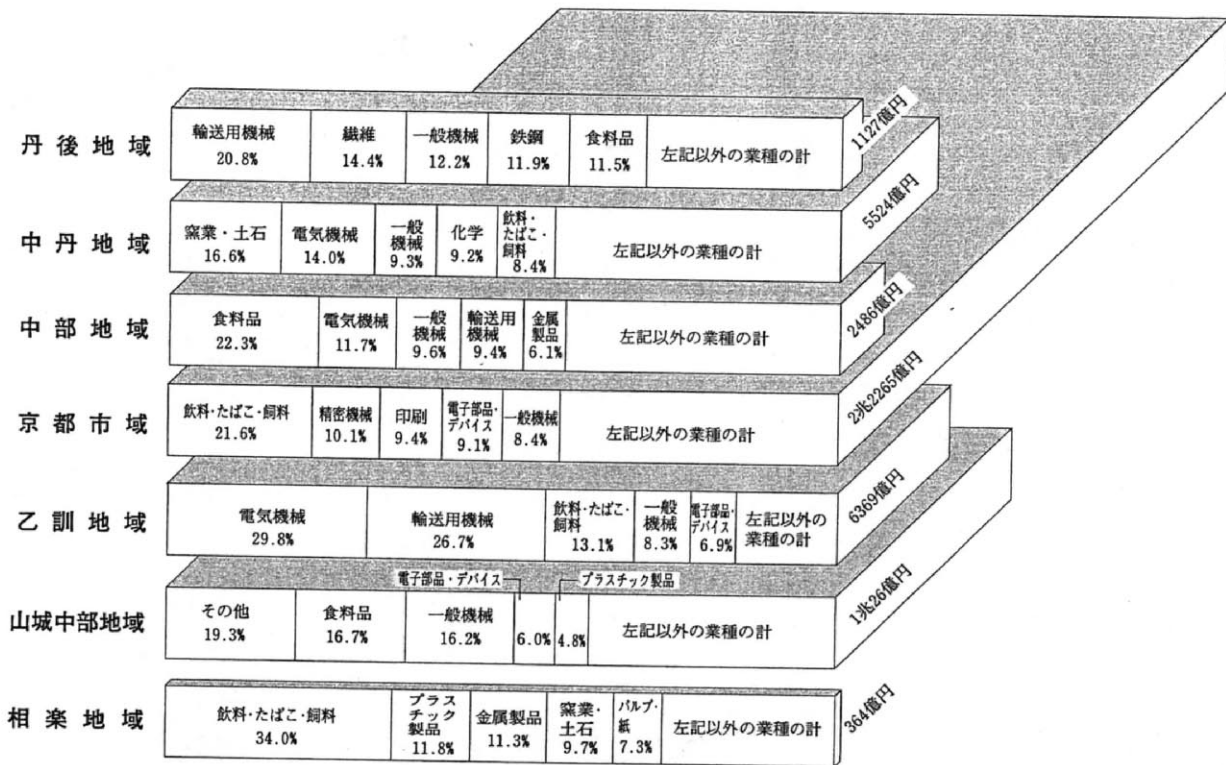 丹後地域
輸送用機械
20.8%
繊維
14.4%
一般機械
12.2%
鉄鋼
11.9%
食料品
11.5%
左記以外の業種の計
1127億円
中丹地域
窯業・土石
16.6%
電気機械
14.0%
一般
機械
9.3%
化学
9.2%
飲料・
たばこ・
飼料
8.4%
左記以外の業種の計
5524億円
中部地域
食料品
22.3%
電気機械
11.7%
一般
機械
9.6%
輸送用
機械
9.4%
金属
製品
6.1%
左記以外の業種の計
2486億円
京都市域
飲料・たばこ・飼料
21.6%
精密機械
10.1%
印刷
9.4%
電子部品・
デバイス
9.1%
一般機械
8.4%
左記以外の業種の計
2兆2265億円
乙訓地域
電気機械
29.8%
輸送用機械
26.7%
飲料・たばこ・
飼料
13.1%
一般
機械
8.3%
電子部品・
デバイス
6.9%
左記以外の
業種の計
6369億円
山城中部地域
その他
19.3%
食料品
16.7%
一般機械
16.2%
電子部品・デバイス
6.0%
プラスチック製品
4.8%
左記以外の業種の計
1兆26億円
相楽地域
飲料・たばこ・飼料
34.0%
プラス
チック
製品
11.8%
金属製品
11.3%
窯業・
土石
9.7%
パルプ・
紙
7.3%
左記以外の業種の計
364億円